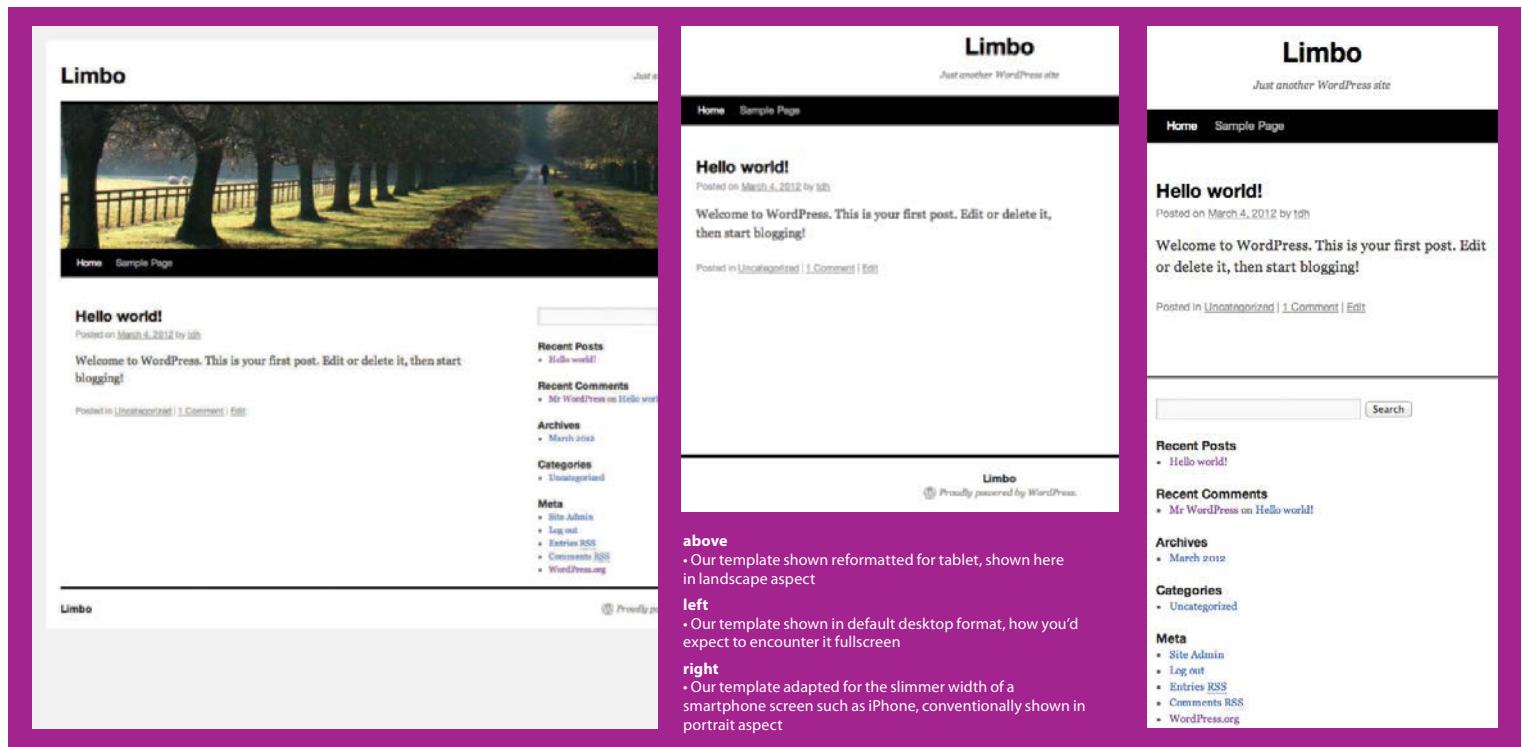 Limbo
Home Sample Page
Hello world!
Posted on March 4, 2012 by tdh
Welcome to WordPress. This is your first post. Edit or delete it, then start
blogging!
Posted in Uncategorized | 1 Comment | Edit
Recent Posts
Hello world!
Recent Comments
Mr WordPress on Hello
Archives
March 2012
Categories
Uncategorized
Meta
Site Admin
Log out
Entries RSS
Comments RSS
WordPress.org
Limbo
Proudly
Limbo
Just another WordPress site
Home Sample Page
Hello world!
Posted on March 4, 2012 by tdh
Welcome to WordPress. This is your first post. Edit or delete it,
then start blogging!
Posted in Uncategorized | 1 Comment | Edit
Limbo
Proudly powered by WordPress.
above
• Our template shown reformatted for tablet, shown here
in landscape aspect
left
• Our template shown in default desktop format, how you’d
expect to encounter it fullscreen
right
• Our template adapted for the slimmer width of a
smartphone screen such as iPhone, conventionally shown in
portrait aspect
Limbo
Just another WordPress site
Home Sample Page
Hello world!
Posted on March 4, 2012 by tdh
Welcome to WordPress. This is your first post. Edit
or delete it, then start blogging!
Posted in Uncategorized | 1 Comment | Edit
Search
Recent Posts
Hello world!
Recent Comments
Mr WordPress on Hello world!
Archives
March 2012
Categories
Uncategorized
Meta
Site Admin
Log out
Entries RSS
Comments RSS
WordPress.org